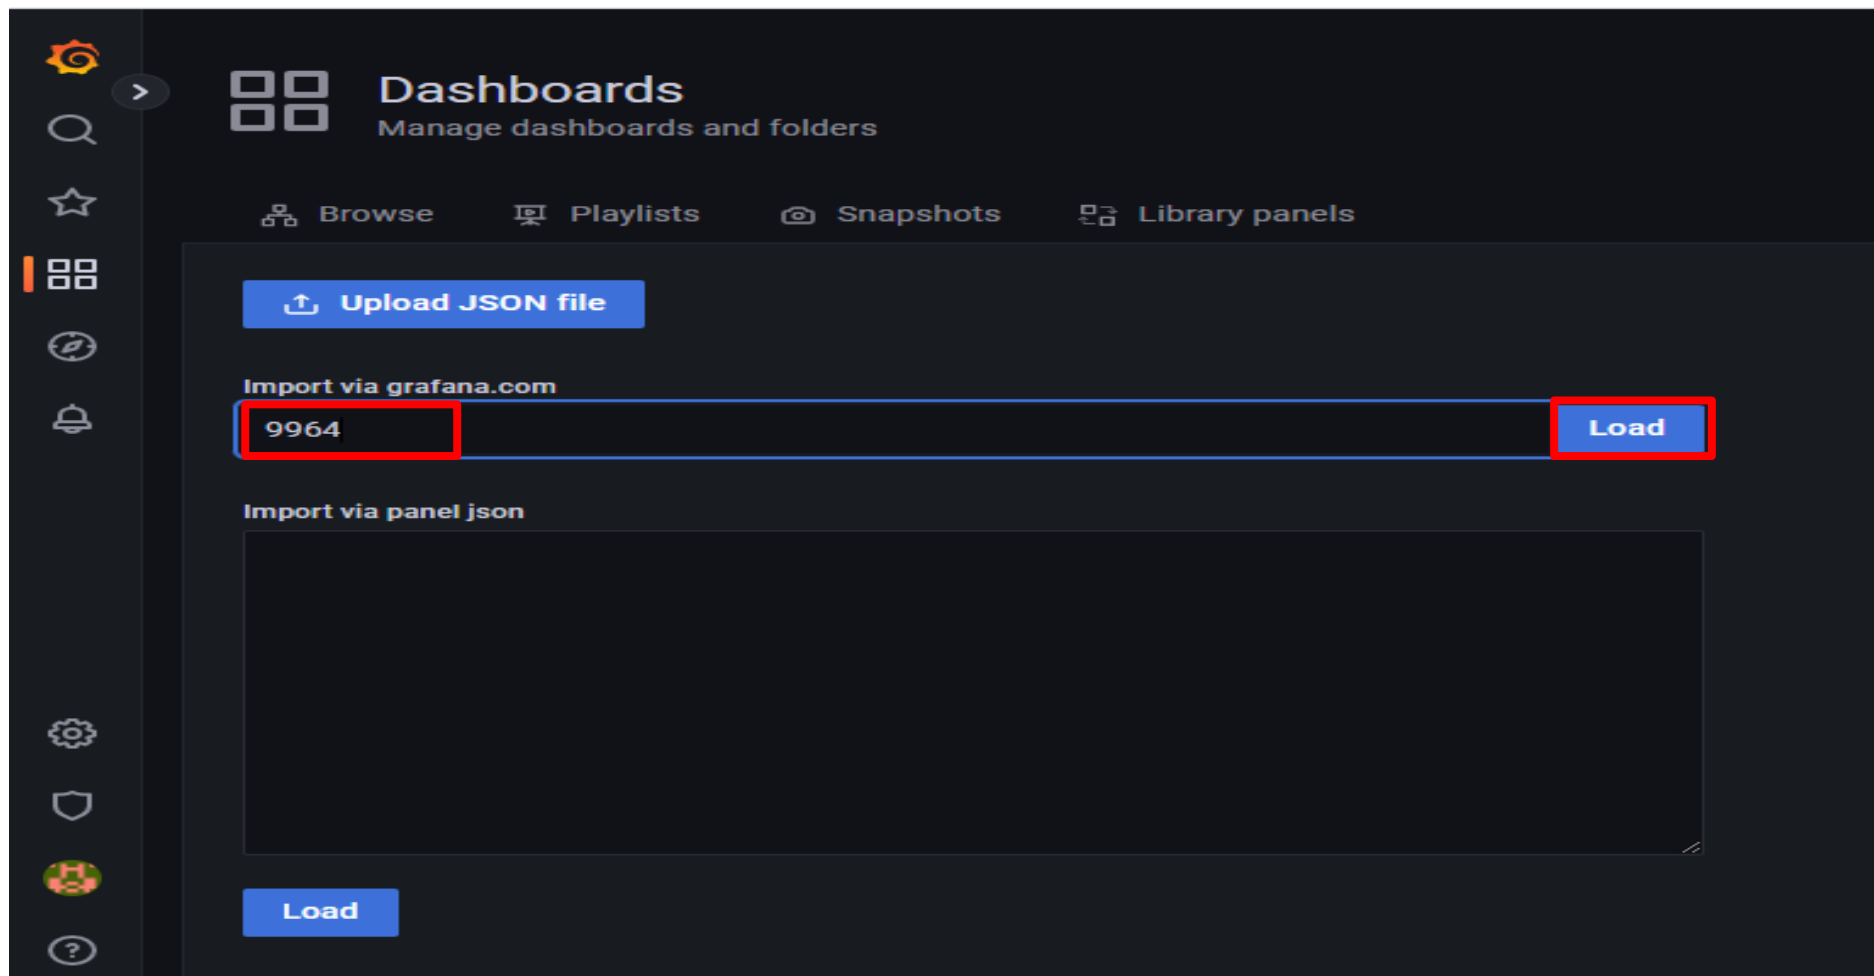 Dashboards
Manage dashboards and folders
Browse Playlists Snapshots Library panels
Upload JSON file
Import via grafana.com
9964 Load
Import via panel json
Load